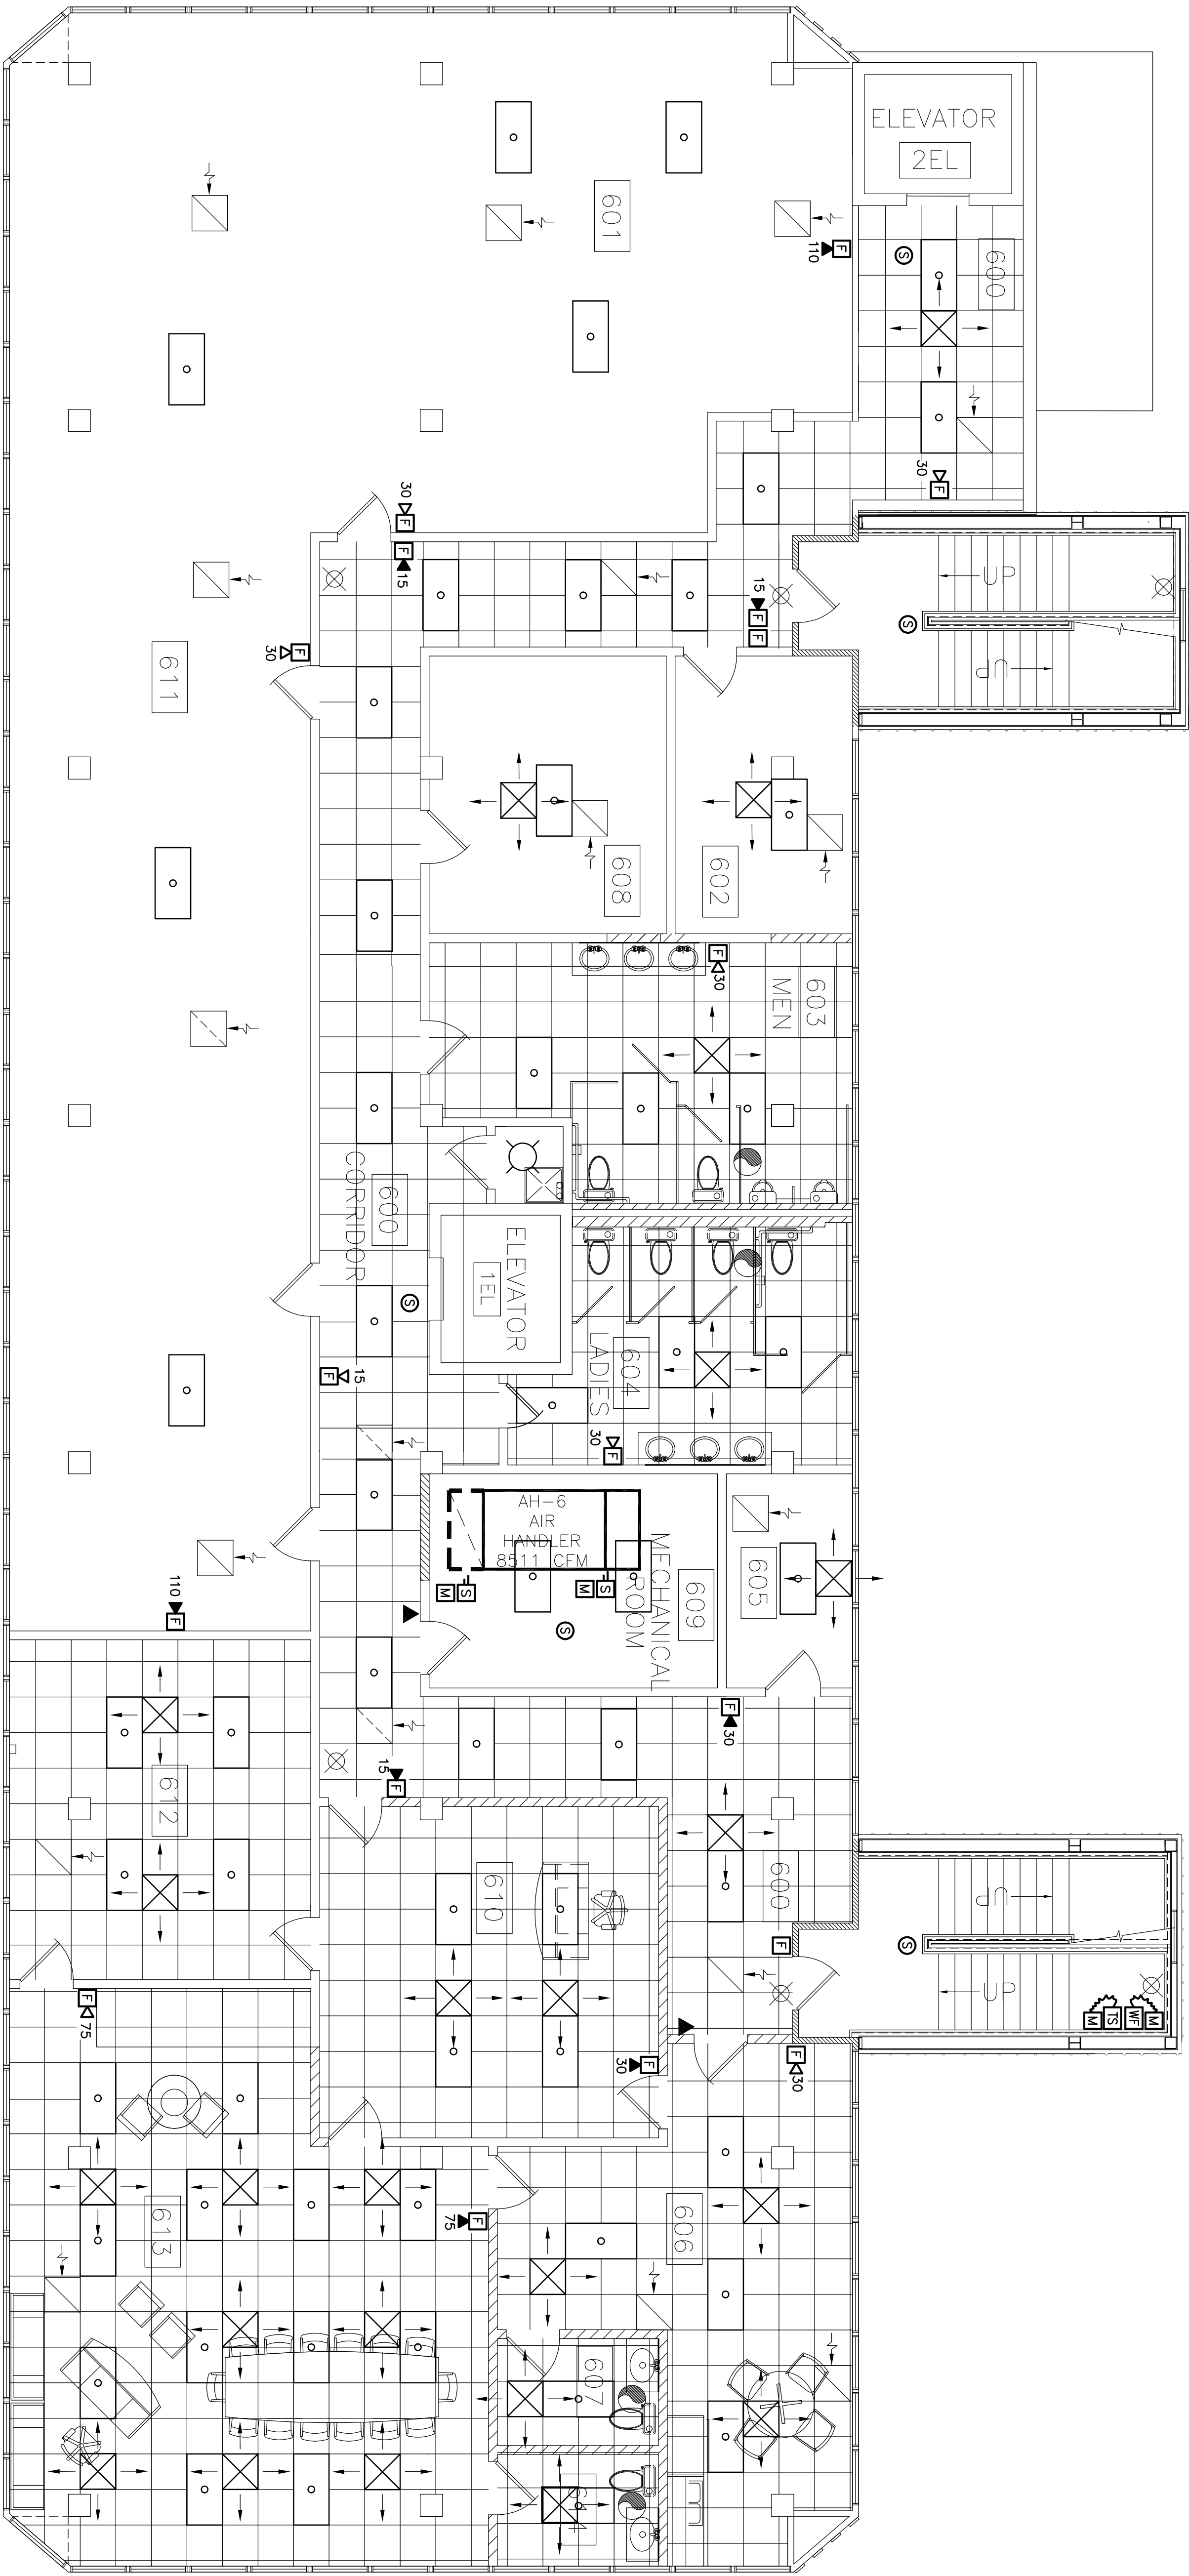 ELEVATOR
2EL
601
F
110
S
600
30
F
30
F
F
15
15
F
F
UP
UP
S
F
30
611
608
602
F
30
603
MEN
CORRIDOR
600
ELEVATOR
1EL
S
F
15
604
LADIES
30
F
AH-6
AIR
HANDLER
8511 CFM
M
S
M
S
S
MECHANICAL
ROOM
609
605
110
F
F
30
15
F
612
610
600
F
UP
UP
S
M
TS
WF
M
F
75
30
F
F
30
613
75
F
606
607
614